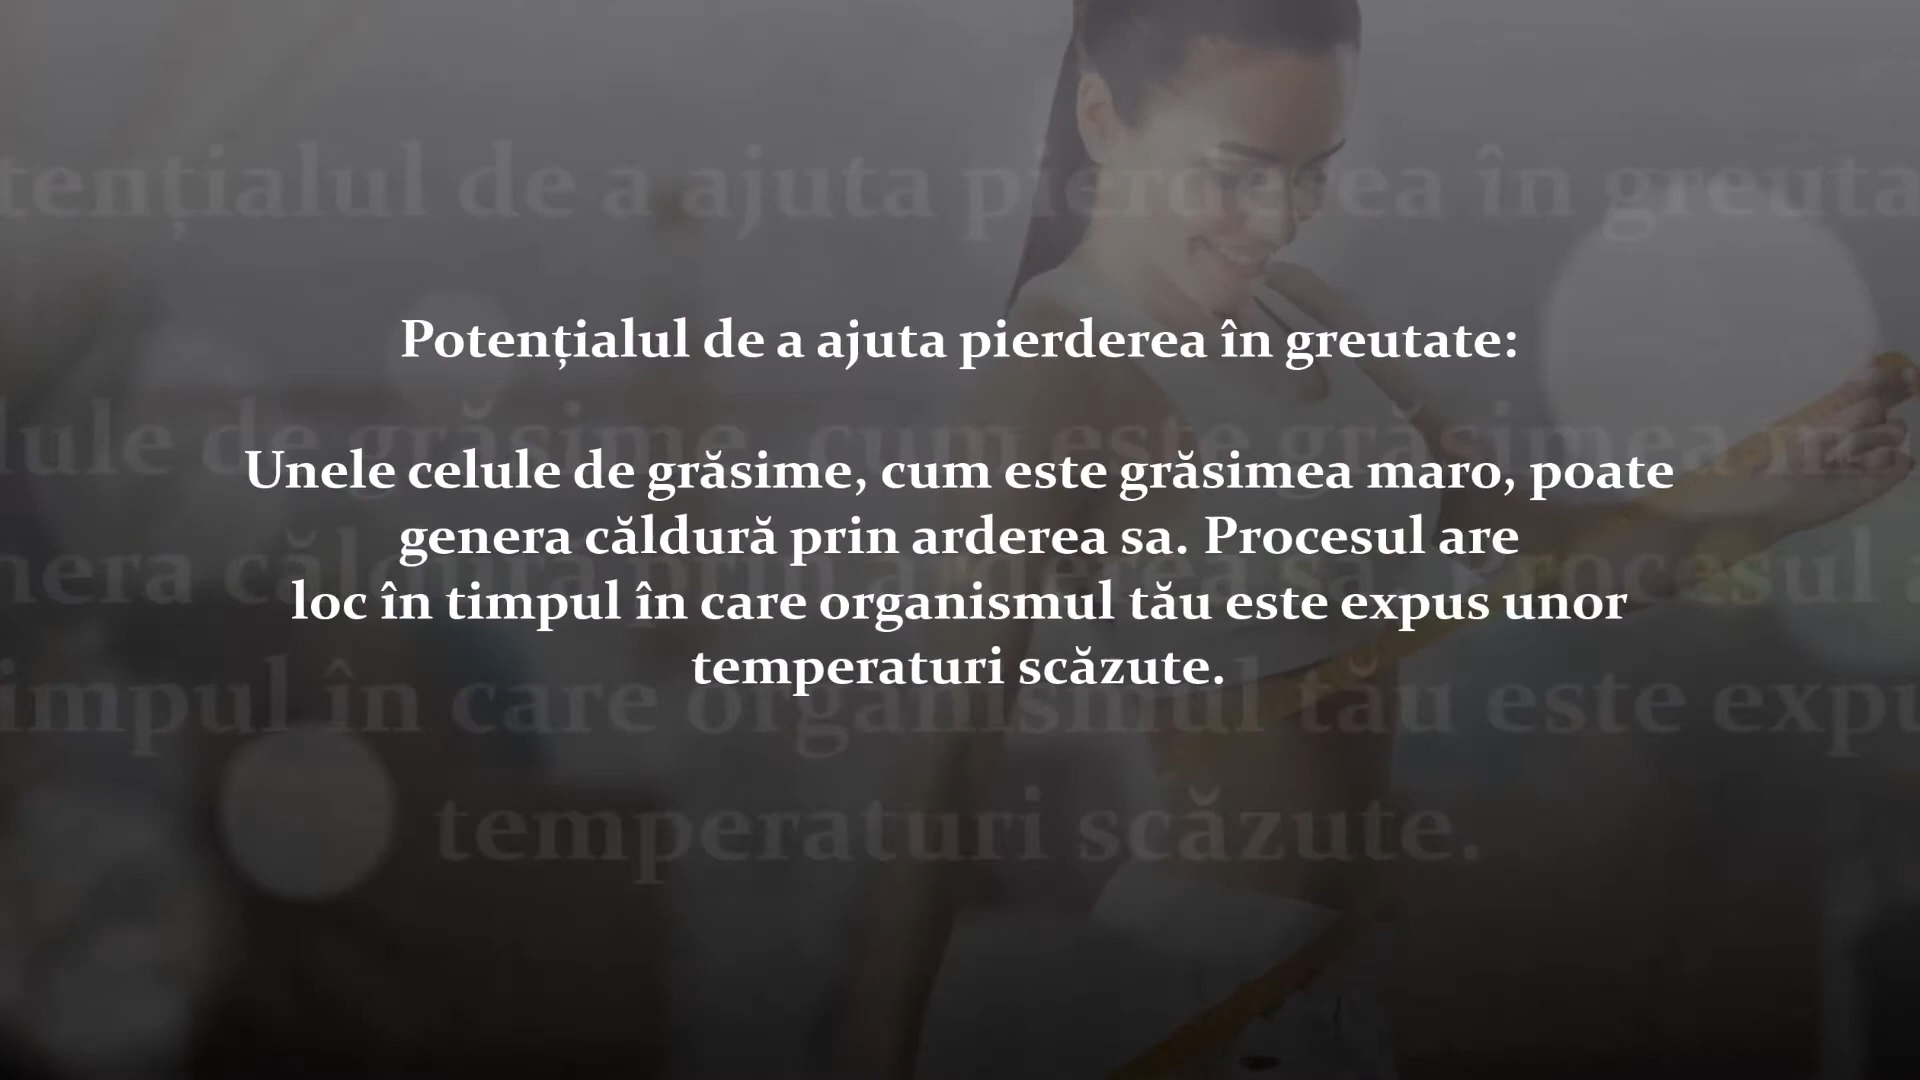 Potențialul de a ajuta pierderea în greutate:
Unele celule de grăsime, cum este grăsimea maro, poate
genera căldură prin arderea sa. Procesul are
loc în timpul în care organismul tău este expus unor
temperaturi scăzute.